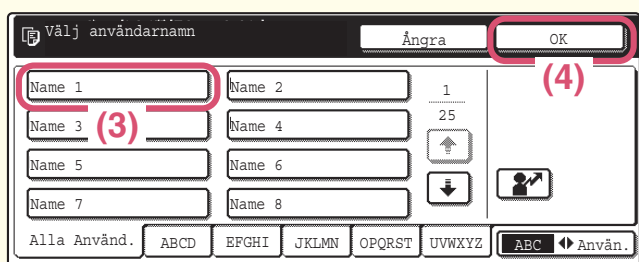 Välj användarnamn
Ångra
OK
(4)
Name 1
Name 2
1
25
(3)
Name 3
Name 4
Name 5
Name 6
Name 7
Name 8
Alla Använd.
ABCD
EFGHI
JKLMN
OPQRST
UVWXYZ
ABC
Använ.